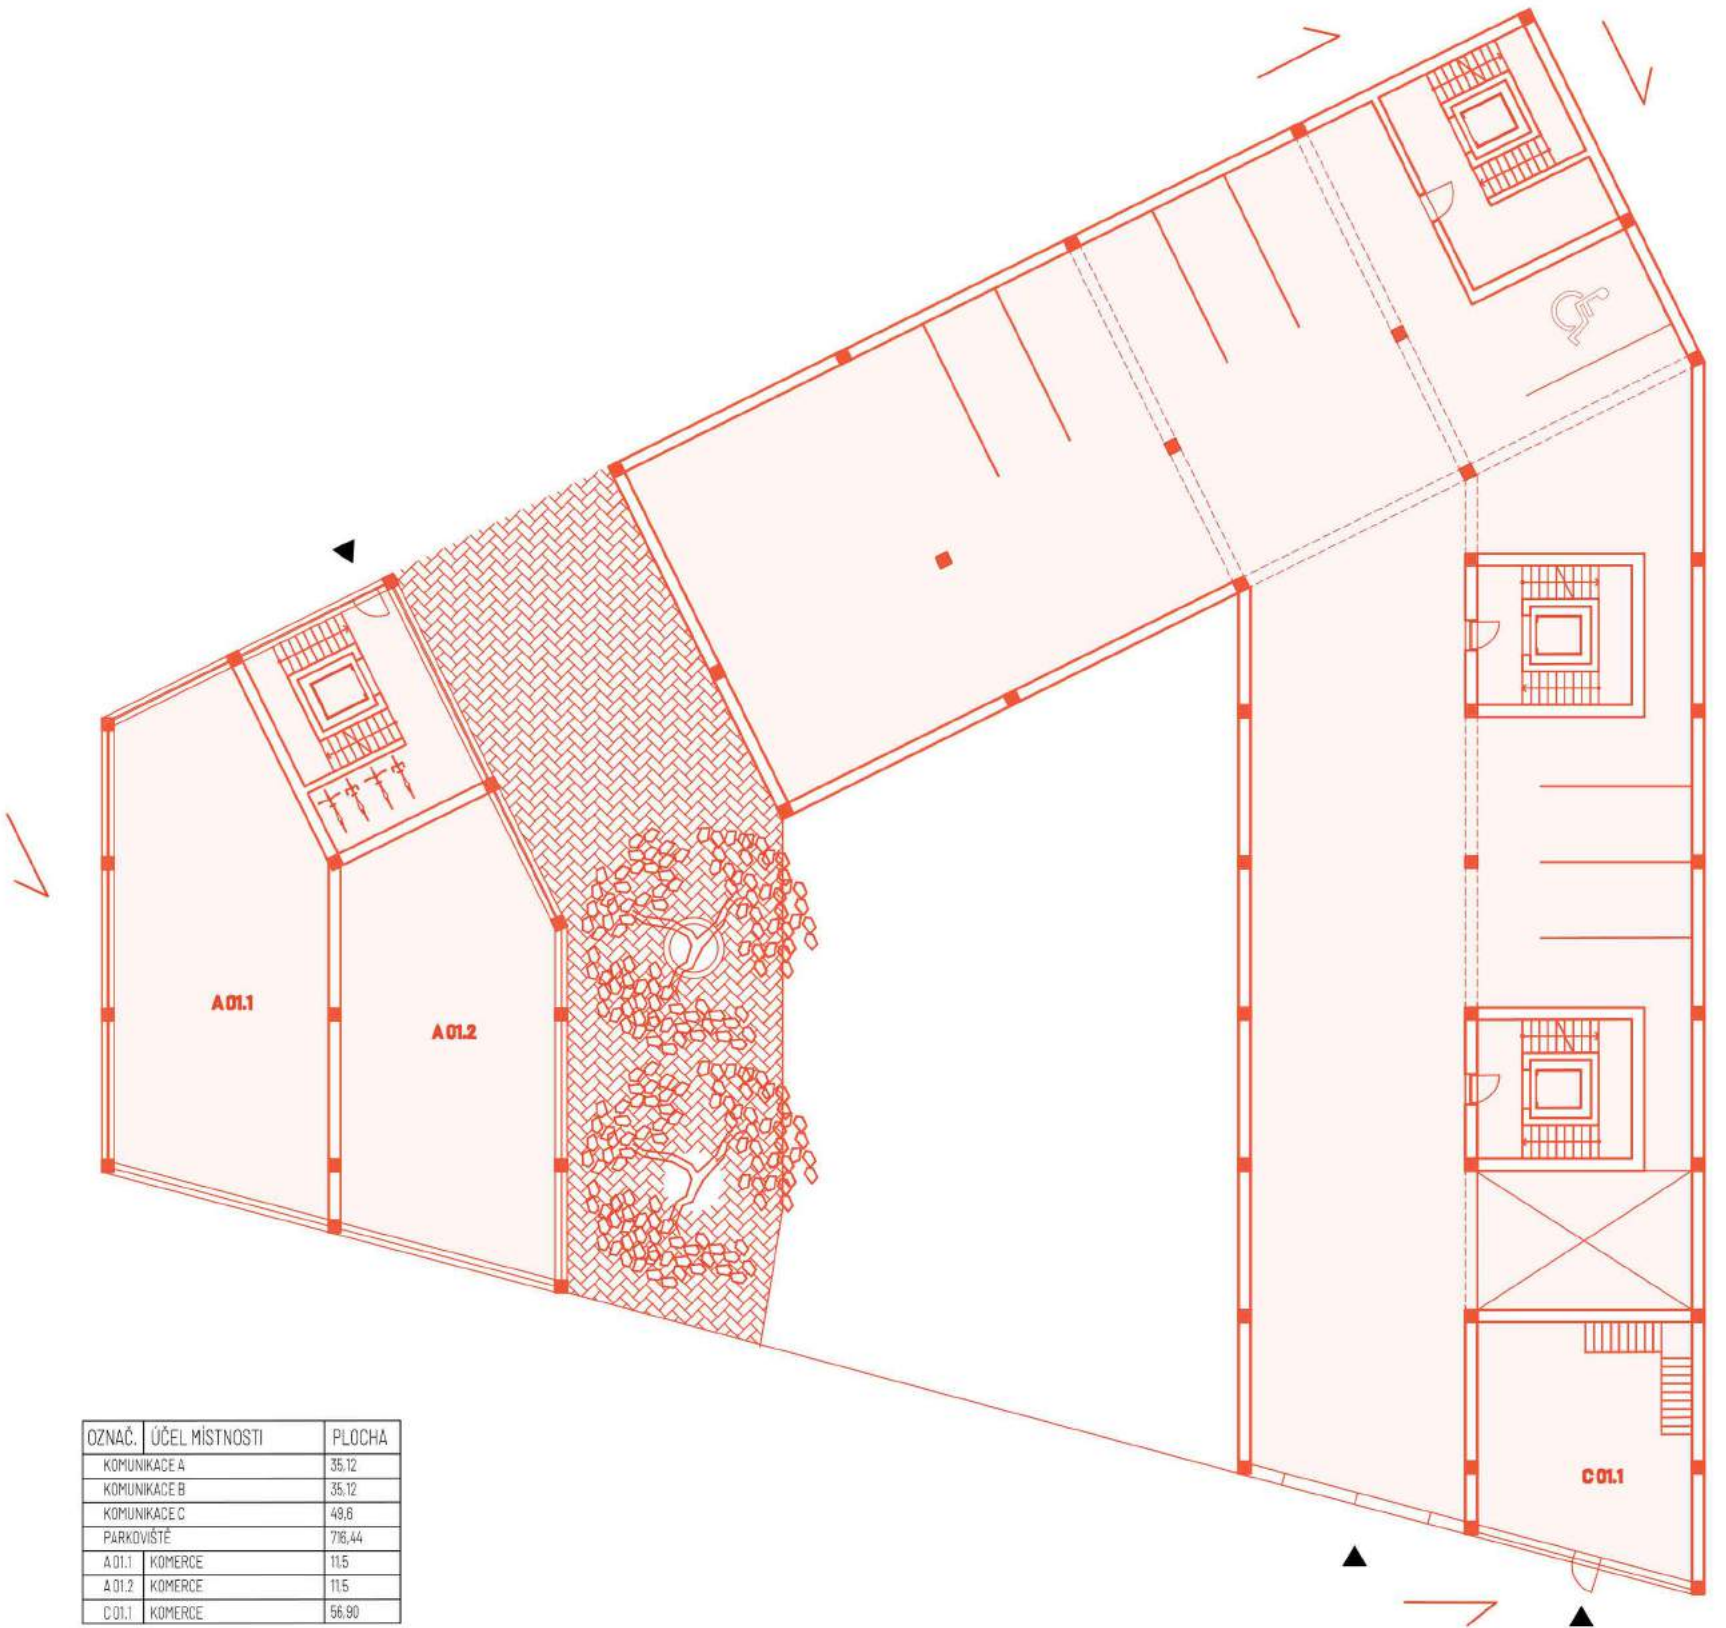 A 01.1
A 01.2
C 01.1
OZNAČ. ÚČEL MÍSTNOSTI PLOCHA
KOMUNIKACE A 35,12
KOMUNIKACE B 35,12
KOMUNIKACE C 49,6
PARKOVIŠTĚ 716,44
A 01.1 KOMERCE 11,5
A 01.2 KOMERCE 11,5
C 01.1 KOMERCE 56,90